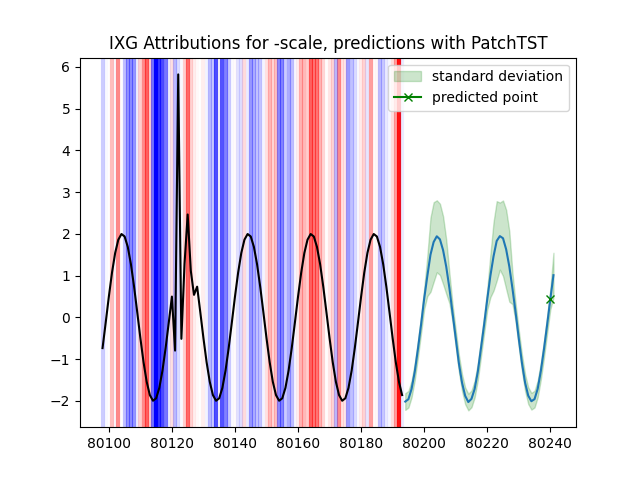 IXG Attributions for -scale, predictions with PatchTST
6
5
4
3
2
1
0
−1
−2
standard deviation
predicted point
80100 80120 80140 80160 80180 80200 80220 80240